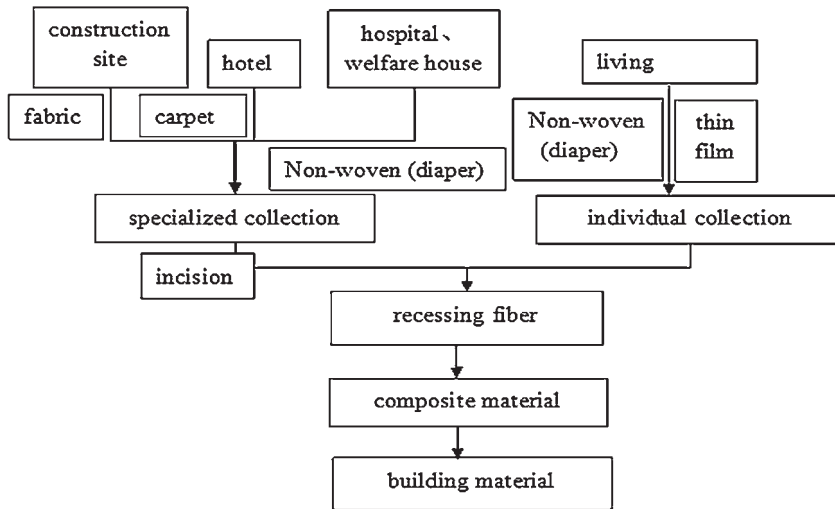 construction
site
hotel
hospital、
welfare house
living
fabric
carpet
Non-woven
(diaper)
thin
film
Non-woven (diaper)
specialized collection
individual collection
incision
recessing fiber
composite material
building material